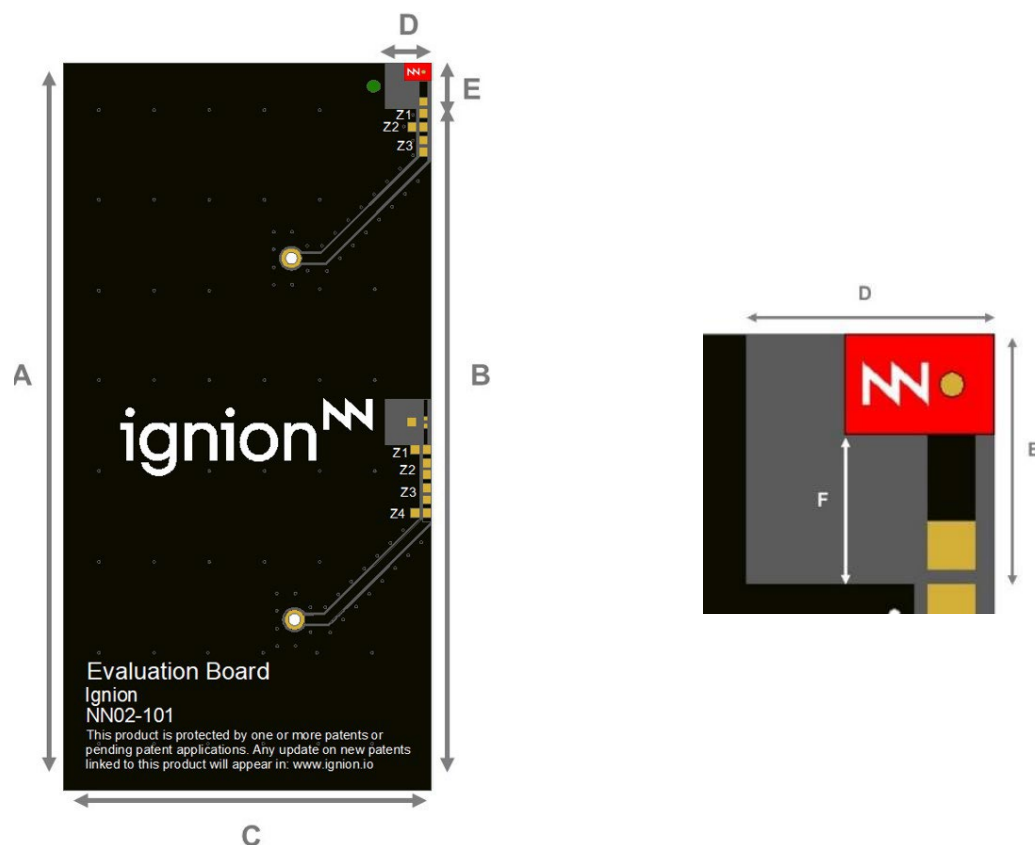 D
E
Z1
Z2
Z3
A
B
ignion
Z1
Z2
Z3
Z4
Evaluation Board
Ignion
NN02-101
This product is protected by one or more patents or
pending patent applications. Any update on new patents
linked to this product will appear in: www.ignion.io
C
D
F